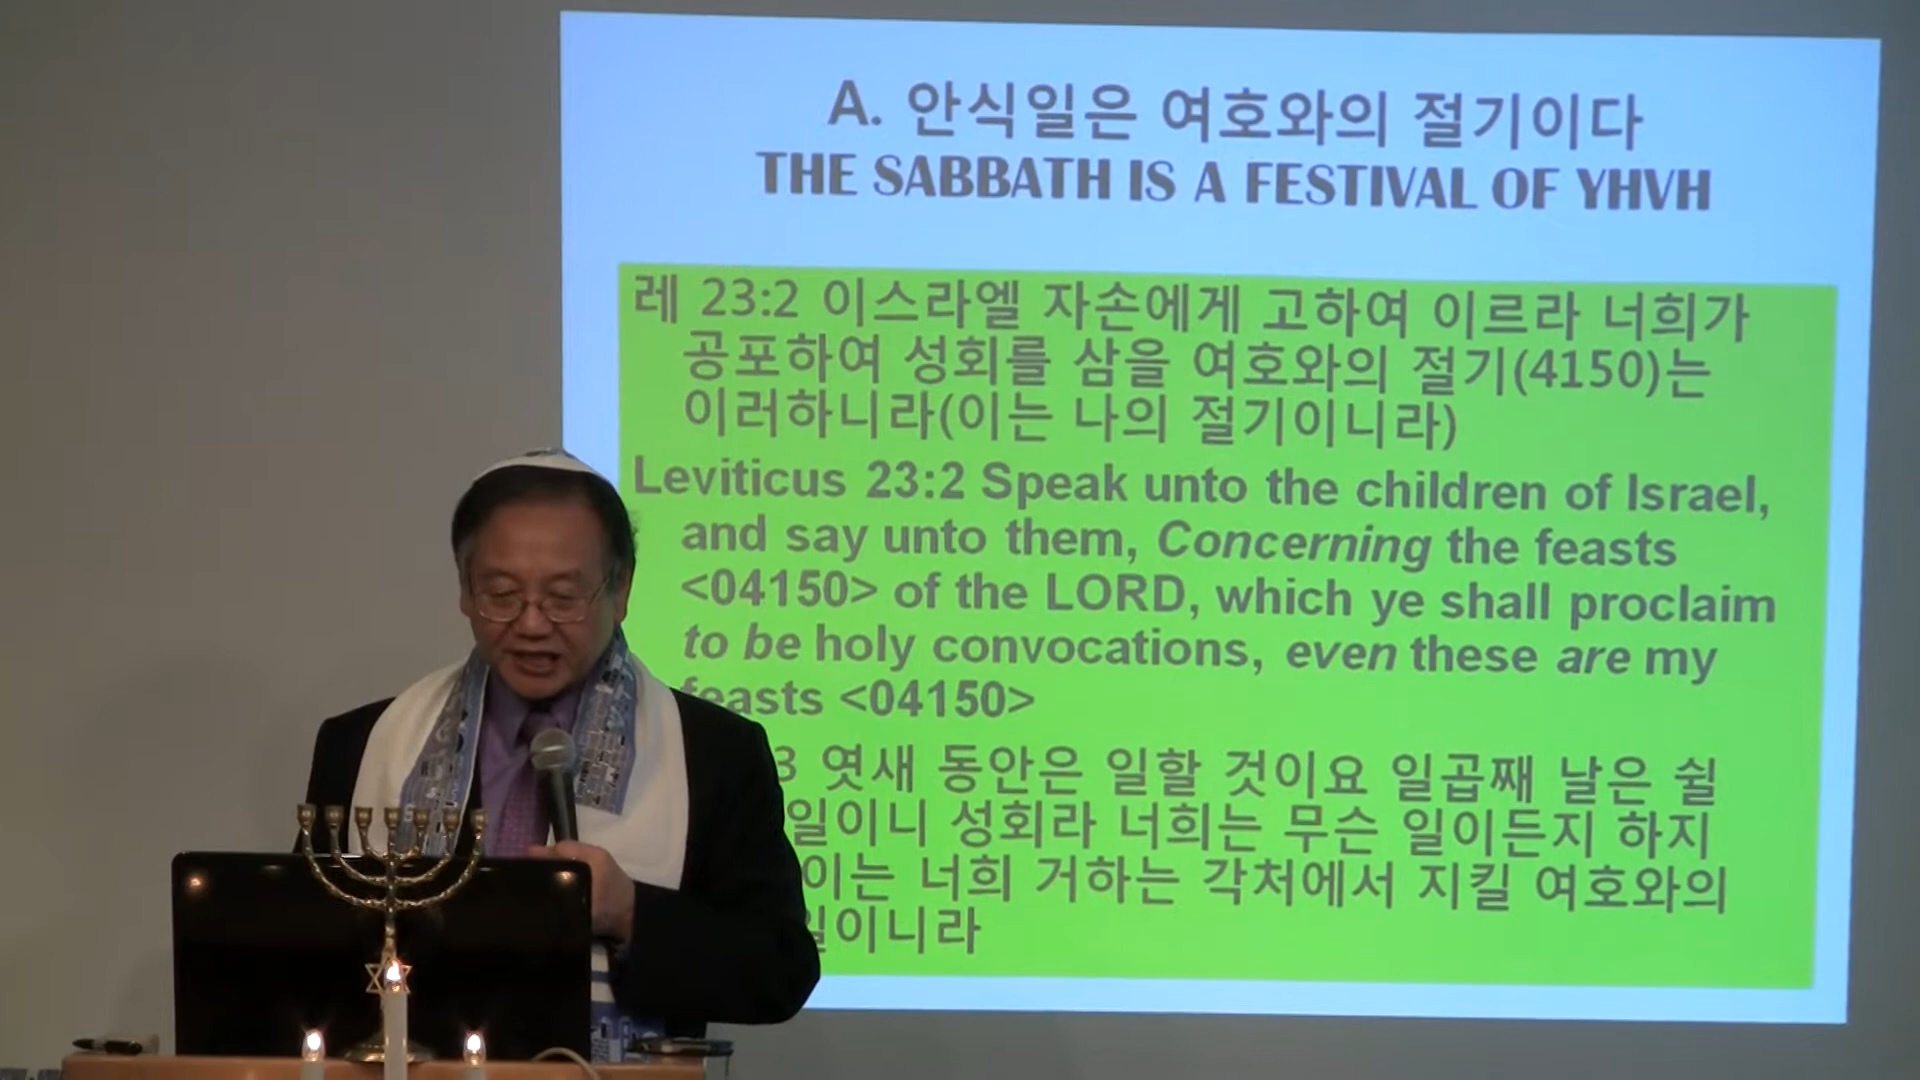 A. 안식일은 여호와의 절기이다
THE SABBATH IS A FESTIVAL OF YHVH
레 23:2 이스라엘 자손에게 고하여 이르라 너희가
공포하여 성회를 삼을 여호와의 절기(4150)는
이러하니라(이는 나의 절기이니라)
Leviticus 23:2 Speak unto the children of Israel,
and say unto them, Concerning the feasts
<04150> of the LORD, which ye shall proclaim
to be holy convocations, even these are my
feasts <04150>
3 엿새 동안은 일할 것이요 일곱째 날은 쉴
일이니 성회라 너희는 무슨 일이든지 하지
이는 너희 거하는 각처에서 지킬 여호와의
일이니라